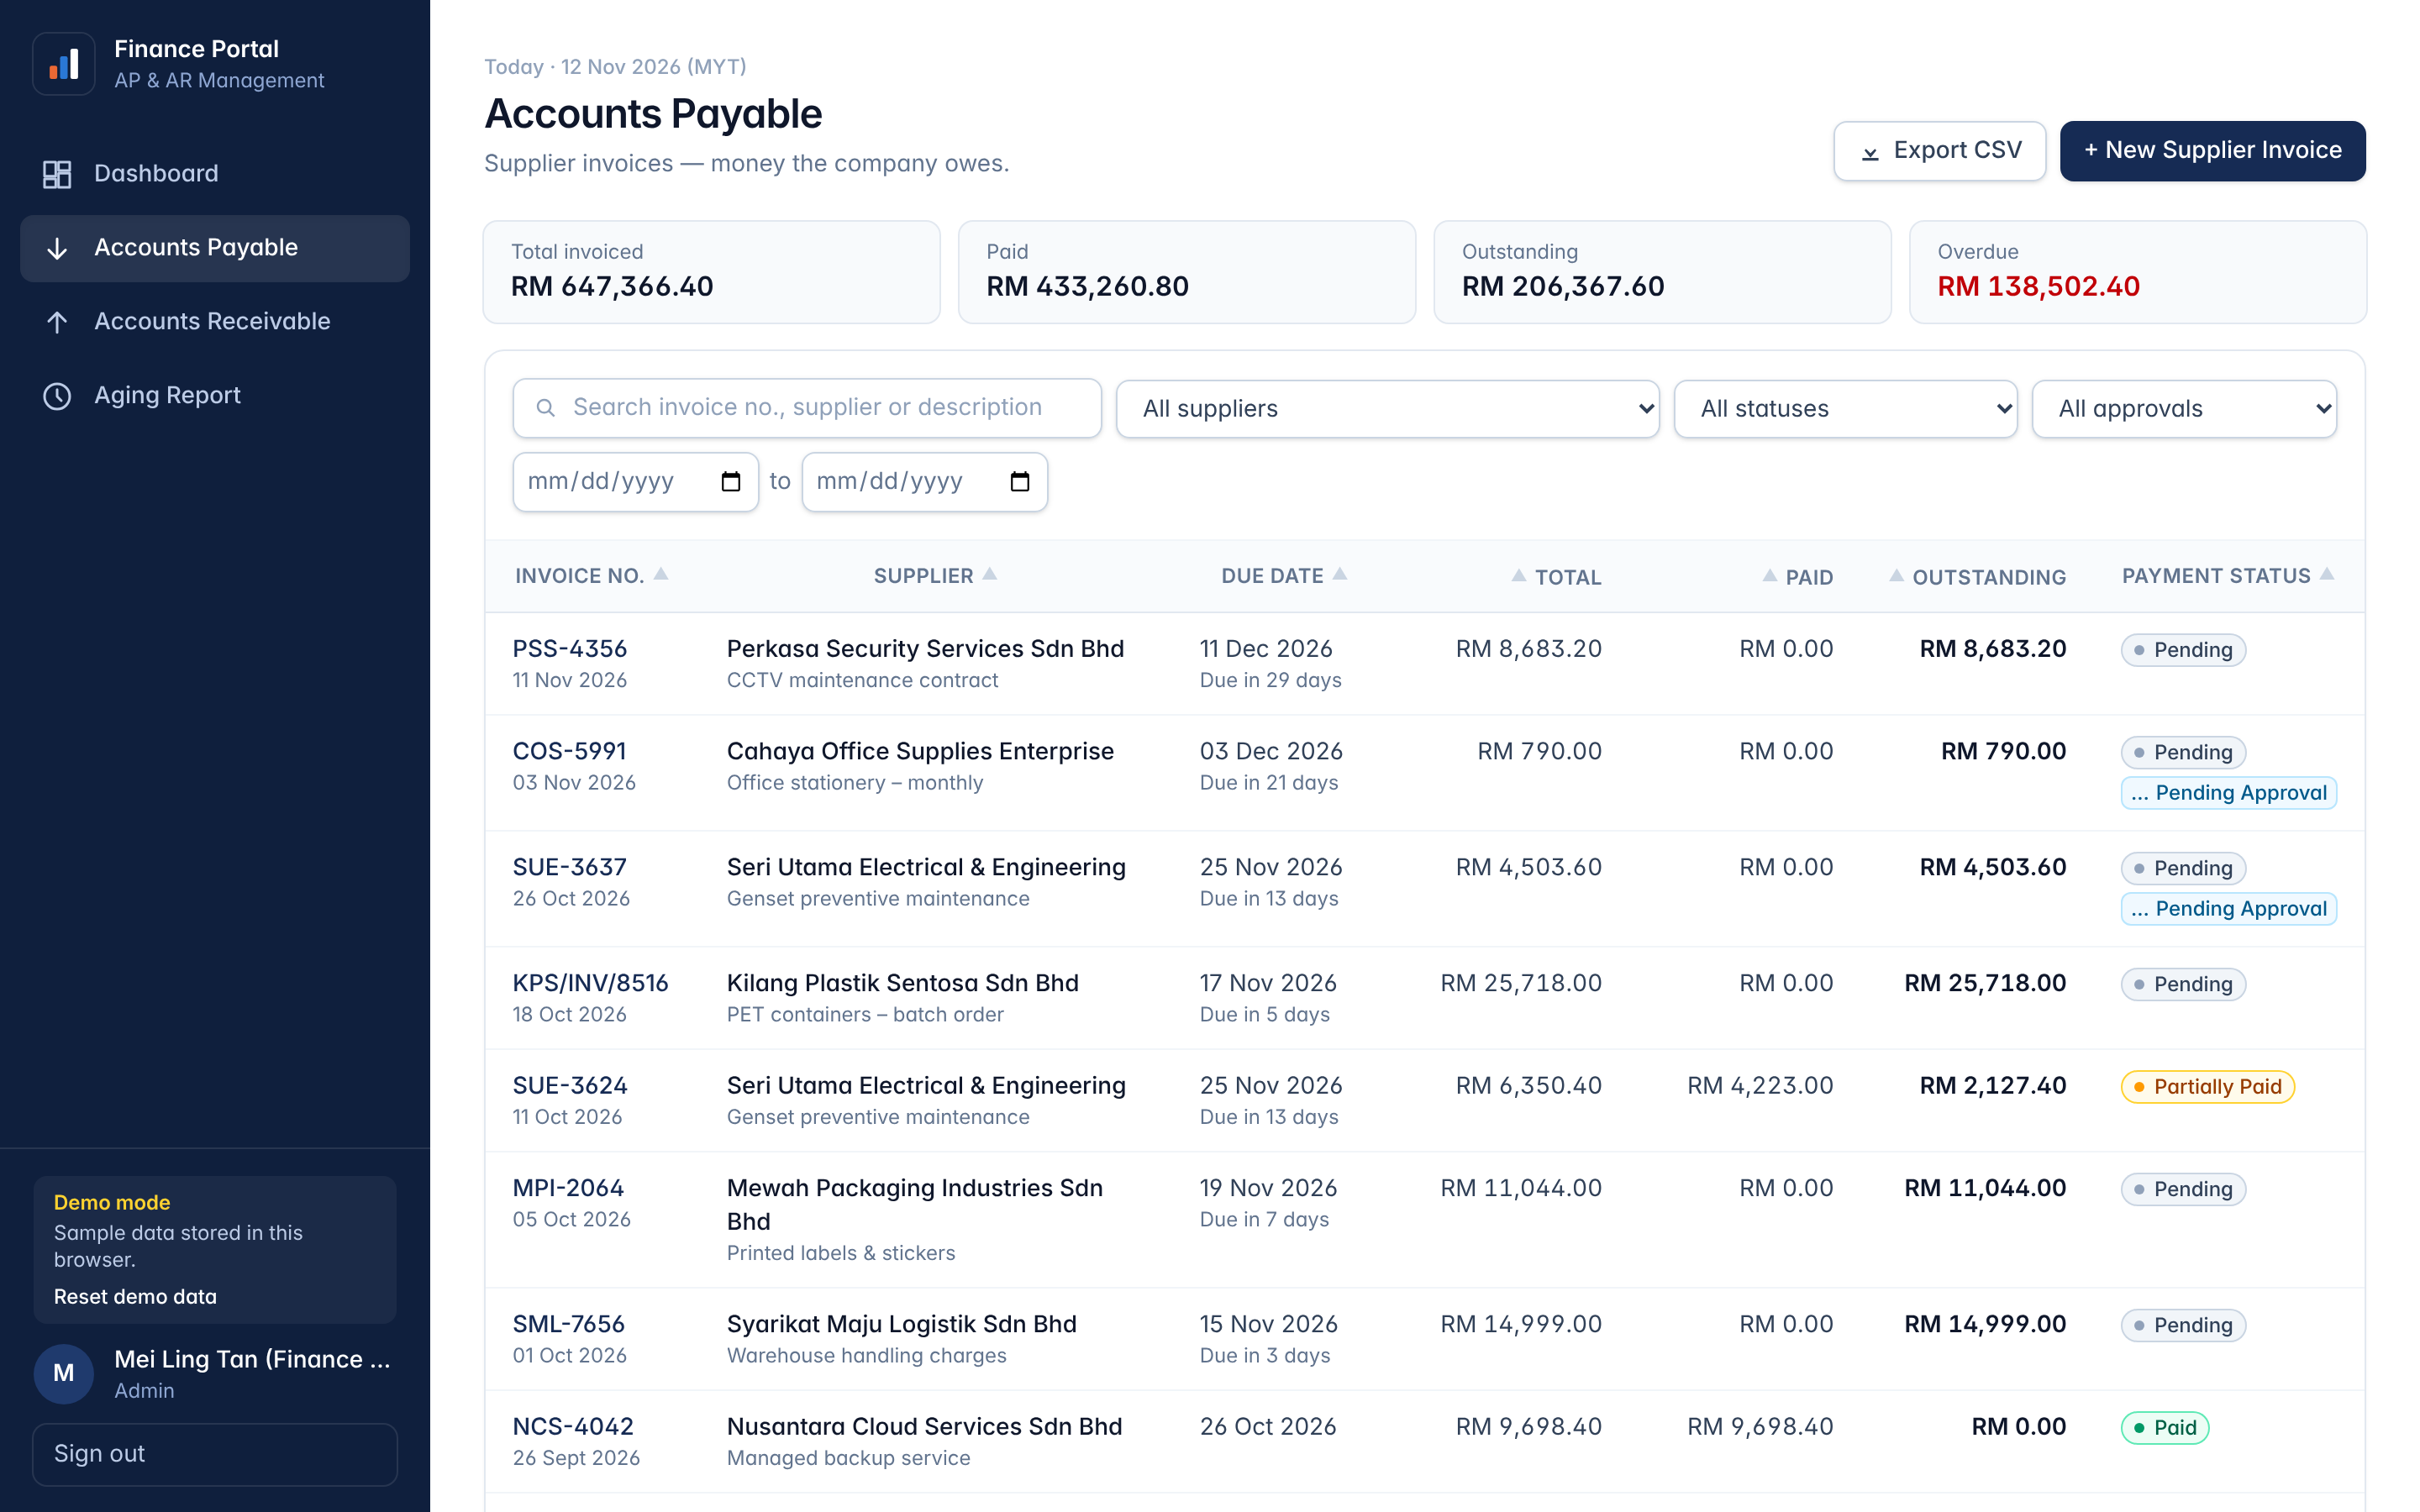 Finance Portal
AP & AR Management
Dashboard
Accounts Payable
Accounts Receivable
Aging Report
Demo mode
Sample data stored in this
browser.
Reset demo data
M
Mei Ling Tan (Finance ...
Admin
Sign out
Today · 12 Nov 2026 (MYT)
Accounts Payable
Supplier invoices — money the company owes.
Export CSV
+ New Supplier Invoice
Total invoiced
RM 647,366.40
Paid
RM 433,260.80
Outstanding
RM 206,367.60
Overdue
RM 138,502.40
Search invoice no., supplier or description
All suppliers
All statuses
All approvals
mm/dd/yyyy to mm/dd/yyyy
INVOICE NO. SUPPLIER DUE DATE TOTAL PAID OUTSTANDING PAYMENT STATUS
PSS-4356 Perkasa Security Services Sdn Bhd 11 Dec 2026 RM 8,683.20 RM 0.00 RM 8,683.20 Pending
11 Nov 2026 CCTV maintenance contract Due in 29 days
COS-5991 Cahaya Office Supplies Enterprise 03 Dec 2026 RM 790.00 RM 0.00 RM 790.00 Pending
03 Nov 2026 Office stationery – monthly Due in 21 days ... Pending Approval
SUE-3637 Seri Utama Electrical & Engineering 25 Nov 2026 RM 4,503.60 RM 0.00 RM 4,503.60 Pending
26 Oct 2026 Genset preventive maintenance Due in 13 days ... Pending Approval
KPS/INV/8516 Kilang Plastik Sentosa Sdn Bhd 17 Nov 2026 RM 25,718.00 RM 0.00 RM 25,718.00 Pending
18 Oct 2026 PET containers – batch order Due in 5 days
SUE-3624 Seri Utama Electrical & Engineering 25 Nov 2026 RM 6,350.40 RM 4,223.00 RM 2,127.40 Partially Paid
11 Oct 2026 Genset preventive maintenance Due in 13 days
MPI-2064 Mewah Packaging Industries Sdn 19 Nov 2026 RM 11,044.00 RM 0.00 RM 11,044.00 Pending
05 Oct 2026 Bhd Due in 7 days
Printed labels & stickers
SML-7656 Syarikat Maju Logistik Sdn Bhd 15 Nov 2026 RM 14,999.00 RM 0.00 RM 14,999.00 Pending
01 Oct 2026 Warehouse handling charges Due in 3 days
NCS-4042 Nusantara Cloud Services Sdn Bhd 26 Oct 2026 RM 9,698.40 RM 9,698.40 RM 0.00 Paid
26 Sept 2026 Managed backup service